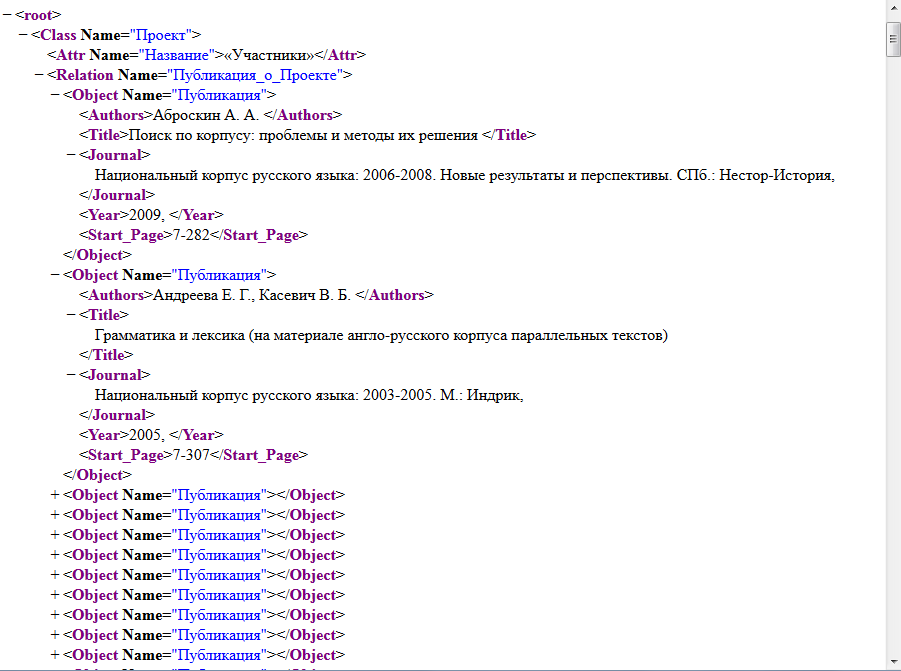 − <root>
− <Class Name="Проект">
<Attr Name="Название">«Участники»</Attr>
− <Relation Name="Публикация_о_Проекте">
− <Object Name="Публикация">
<Authors>Аброскин А. А. </Authors>
<Title>Поиск по корпусу: проблемы и методы их решения </Title>
− <Journal>
Национальный корпус русского языка: 2006-2008. Новые результаты и перспективы. СПб.: Нестор-История,
</Journal>
<Year>2009, </Year>
<Start_Page>7-282</Start_Page>
</Object>
− <Object Name="Публикация">
<Authors>Андреева Е. Г., Касевич В. Б. </Authors>
− <Title>
Грамматика и лексика (на материале англо-русского корпуса параллельных текстов)
</Title>
− <Journal>
Национальный корпус русского языка: 2003-2005. М.: Индрик,
</Journal>
<Year>2005, </Year>
<Start_Page>7-307</Start_Page>
</Object>
+ <Object Name="Публикация"></Object>
+ <Object Name="Публикация"></Object>
+ <Object Name="Публикация"></Object>
+ <Object Name="Публикация"></Object>
+ <Object Name="Публикация"></Object>
+ <Object Name="Публикация"></Object>
+ <Object Name="Публикация"></Object>
+ <Object Name="Публикация"></Object>
+ <Object Name="Публикация"></Object>